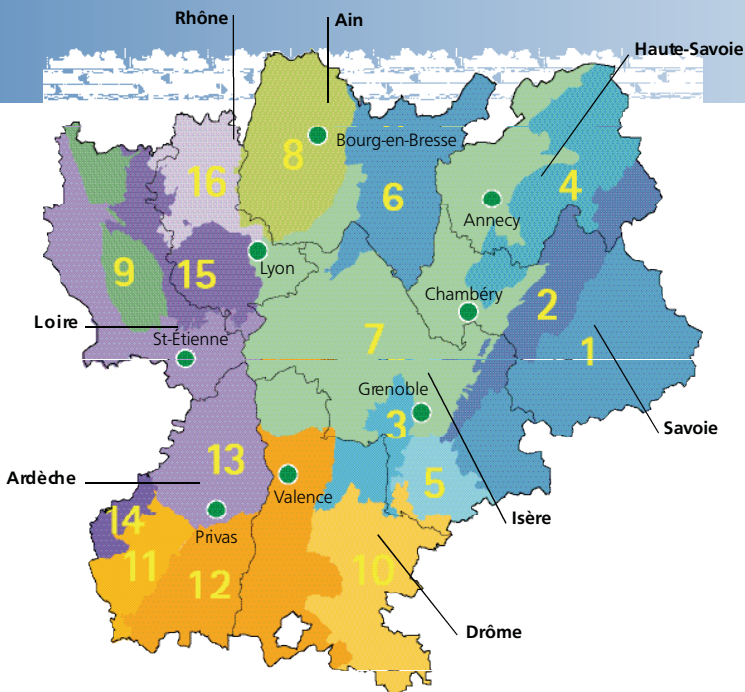 Rhône
Ain
Haute-Savoie
Bourg-en-Bresse
8
16
6
4
Annecy
Lyon
9
15
Chambéry
2
Loire
St-Etienne
7
1
Grenoble
3
Savoie
13
5
Ardèche
Valence
14
Privas
Isère
11
12
10
Drôme